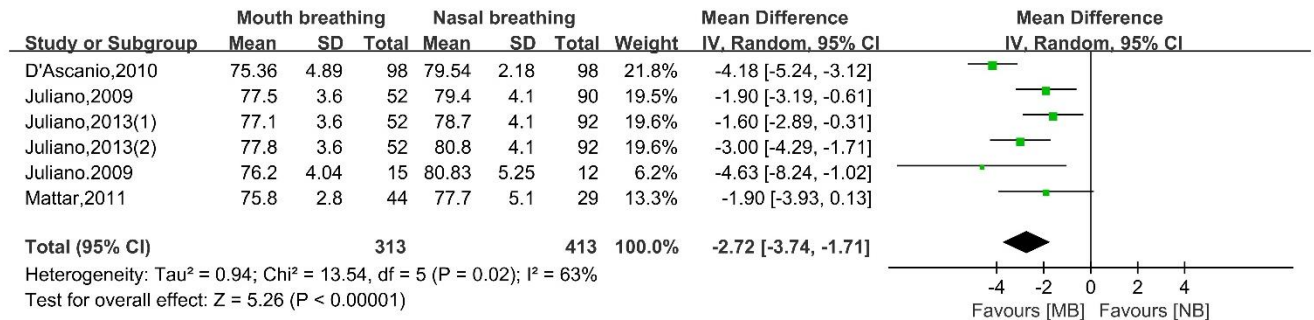 Mouth breathing Nasal breathing Mean Difference Mean Difference
Study or Subgroup Mean SD Total Mean SD Total Weight IV, Random, 95% CI IV, Random, 95% CI
D'Ascanio,2010 75.36 4.89 98 79.54 2.18 98 21.8% -4.18 [-5.24, -3.12]
Juliano,2009 77.5 3.6 52 79.4 4.1 90 19.5% -1.90 [-3.19, -0.61]
Juliano,2013(1) 77.1 3.6 52 78.7 4.1 92 19.6% -1.60 [-2.89, -0.31]
Juliano,2013(2) 77.8 3.6 52 80.8 4.1 92 19.6% -3.00 [-4.29, -1.71]
Juliano.2009 76.2 4.04 15 80.83 5.25 12 6.2% -4.63 [-8.24, -1.02]
Mattar,2011 75.8 2.8 44 77.7 5.1 29 13.3% -1.90 [-3.93, 0.13]
Total (95% CI) 313 413 100.0% -2.72 [-3.74, -1.71]
Heterogeneity: Tau² = 0.94; Chi² = 13.54, df = 5 (P = 0.02); I² = 63%
Test for overall effect: Z = 5.26 (P < 0.00001)
-4 -2 0 2 4
Favours [MB] Favours [NB]